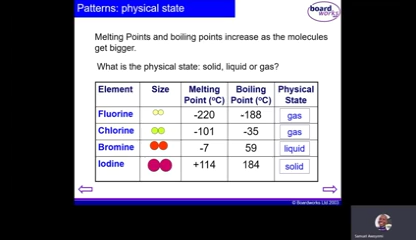 Patterns: physical state
board
works
Melting Points and boiling points increase as the molecules
get bigger.
What is the physical state: solid, liquid or gas?
Element Size Melting Point (°C) Boiling Point (°C) Physical State
Fluorine -220 -188 gas
Chlorine -101 -35 gas
Bromine -7 59 liquid
Iodine +114 184 solid
© Boardworks Ltd 2003